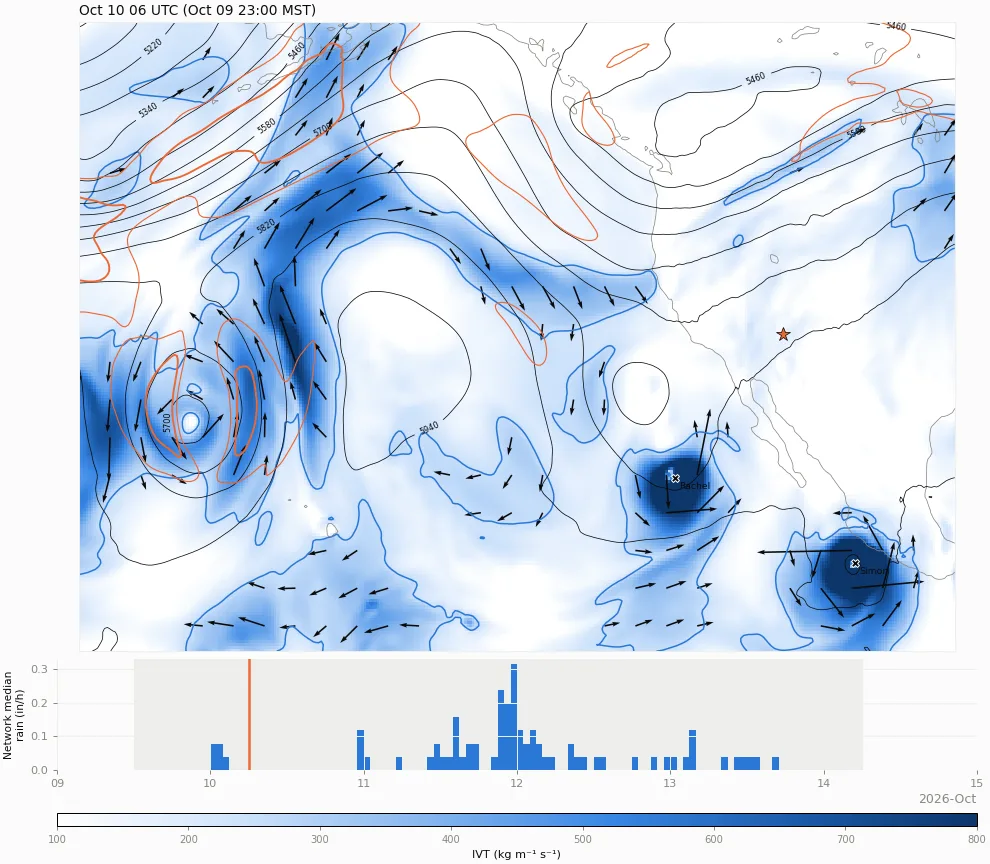 Oct 10 06 UTC (Oct 09 23:00 MST)
5460
5220
5460
5460
5340
5580
5700
5580
5820
5700
5940
Rachel
Simon
Network median
rain (in/h)
0.3
0.2
0.1
0.0
09 10 11 12 13 14 15
2026-Oct
100 200 300 400 500 600 700 800
IVT (kg m⁻¹ s⁻¹)